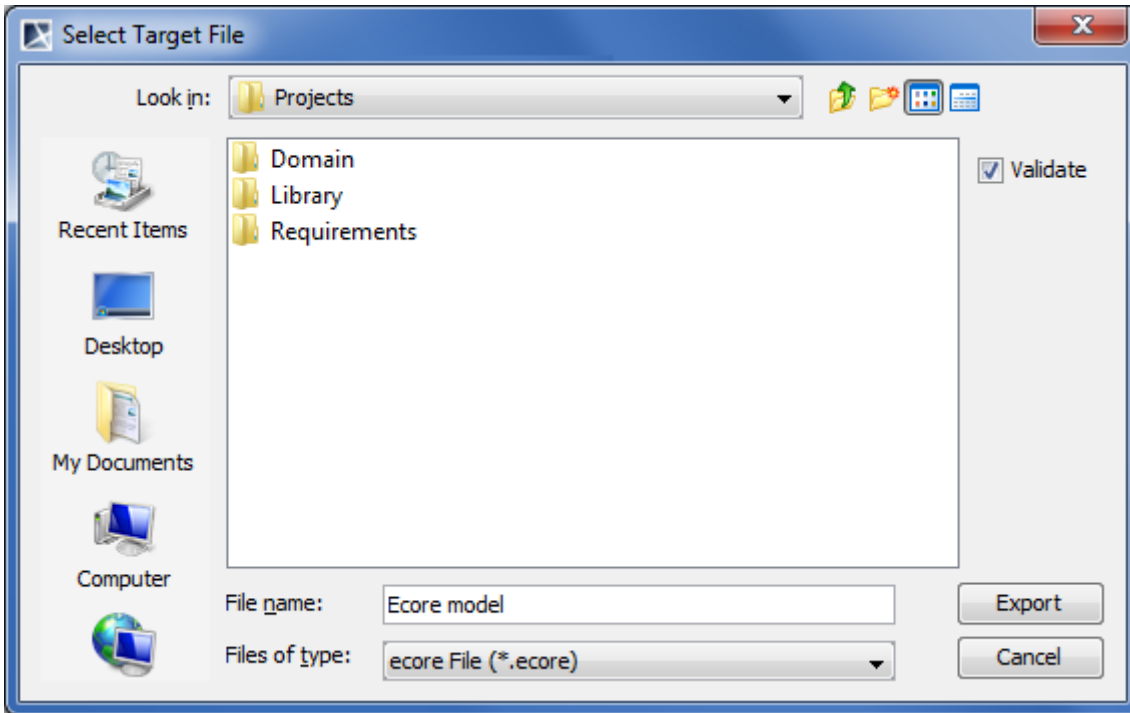 Select Target File
Look in: Projects
Domain
Library
Requirements
Validate
Recent Items
Desktop
My Documents
Computer
File name: Ecore model
Export
Files of type: ecore File (*.ecore)
Cancel